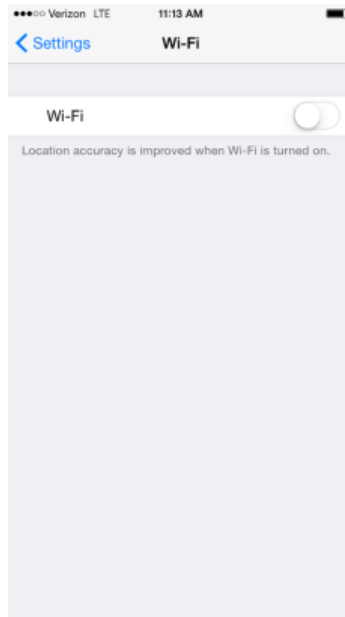 Verizon LTE 11:13 AM
Settings Wi-Fi
Wi-Fi
Location accuracy is improved when Wi-Fi is turned on.